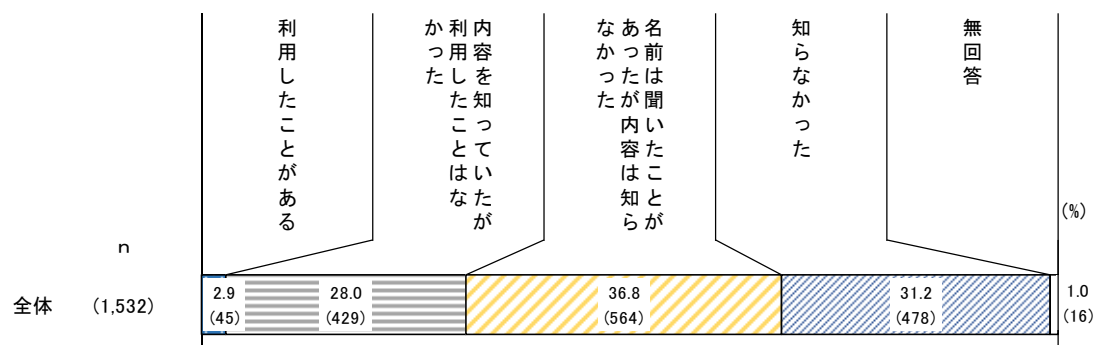 利用したことがある
内容を知っていたが
利用したことはな
かった
名前は聞いたことが
あったが内容は知ら
なかった
知らなかった
無回答
(%)
n
全体 (1,532)
2.9 28.0 36.8 31.2 1.0
(45) (429) (564) (478) (16)